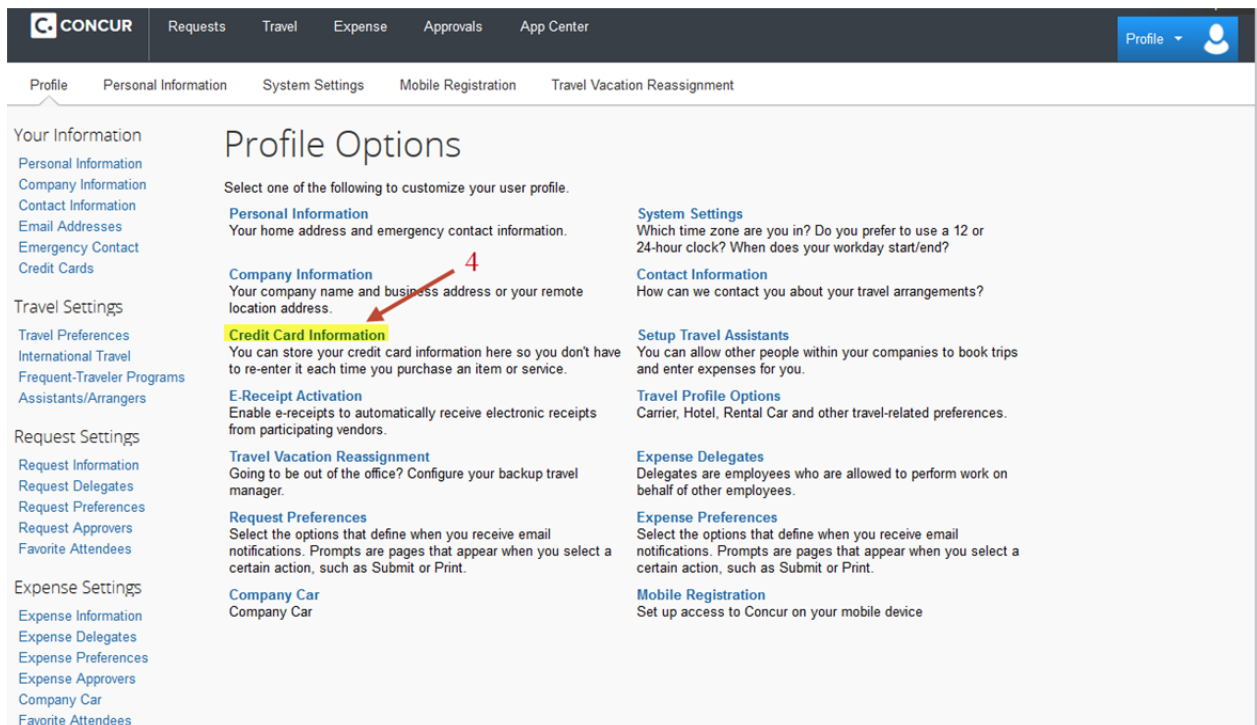 C. CONCUR
Requests
Travel
Expense
Approvals
App Center
Profile
Profile
Personal Information
System Settings
Mobile Registration
Travel Vacation Reassignment
Your Information
Personal Information
Company Information
Contact Information
Email Addresses
Emergency Contact
Credit Cards
Travel Settings
Travel Preferences
International Travel
Frequent-Traveler Programs
Assistants/Arrangers
Request Settings
Request Information
Request Delegates
Request Preferences
Request Approvers
Favorite Attendees
Expense Settings
Expense Information
Expense Delegates
Expense Preferences
Expense Approvers
Company Car
Favorite Attendees
Profile Options
Select one of the following to customize your user profile.
Personal Information
Your home address and emergency contact information.
Company Information
Your company name and business address or your remote
location address.
4
Credit Card Information
You can store your credit card information here so you don't have
to re-enter it each time you purchase an item or service.
E-Receipt Activation
Enable e-receipts to automatically receive electronic receipts
from participating vendors.
Travel Vacation Reassignment
Going to be out of the office? Configure your backup travel
manager.
Request Preferences
Select the options that define when you receive email
notifications. Prompts are pages that appear when you select a
certain action, such as Submit or Print.
Company Car
Company Car
System Settings
Which time zone are you in? Do you prefer to use a 12 or
24-hour clock? When does your workday start/end?
Contact Information
How can we contact you about your travel arrangements?
Setup Travel Assistants
You can allow other people within your companies to book trips
and enter expenses for you.
Travel Profile Options
Carrier, Hotel, Rental Car and other travel-related preferences.
Expense Delegates
Delegates are employees who are allowed to perform work on
behalf of other employees.
Expense Preferences
Select the options that define when you receive email
notifications. Prompts are pages that appear when you select a
certain action, such as Submit or Print.
Mobile Registration
Set up access to Concur on your mobile device